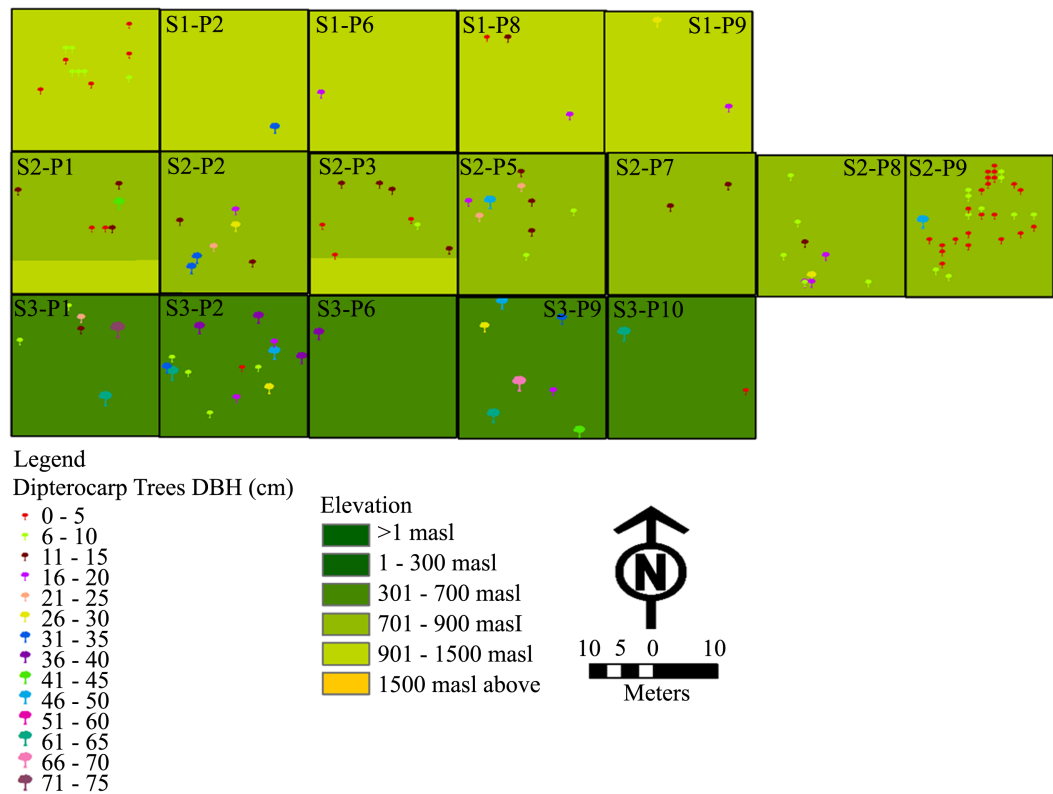 S1-P2
S1-P6
S1-P8
S1-P9
S2-P1
S2-P2
S2-P3
S2-P5
S2-P7
S2-P8
S2-P9
S3-P1
S3-P2
S3-P6
S3-P9
S3-P10
Legend
Dipterocarp Trees DBH (cm)
0 - 5
6 - 10
11 - 15
16 - 20
21 - 25
26 - 30
31 - 35
36 - 40
41 - 45
46 - 50
51 - 60
61 - 65
66 - 70
71 - 75
Elevation
>1 masl
1 - 300 masl
301 - 700 masl
701 - 900 masI
901 - 1500 masl
1500 masl above
N
10 5 0 10
Meters